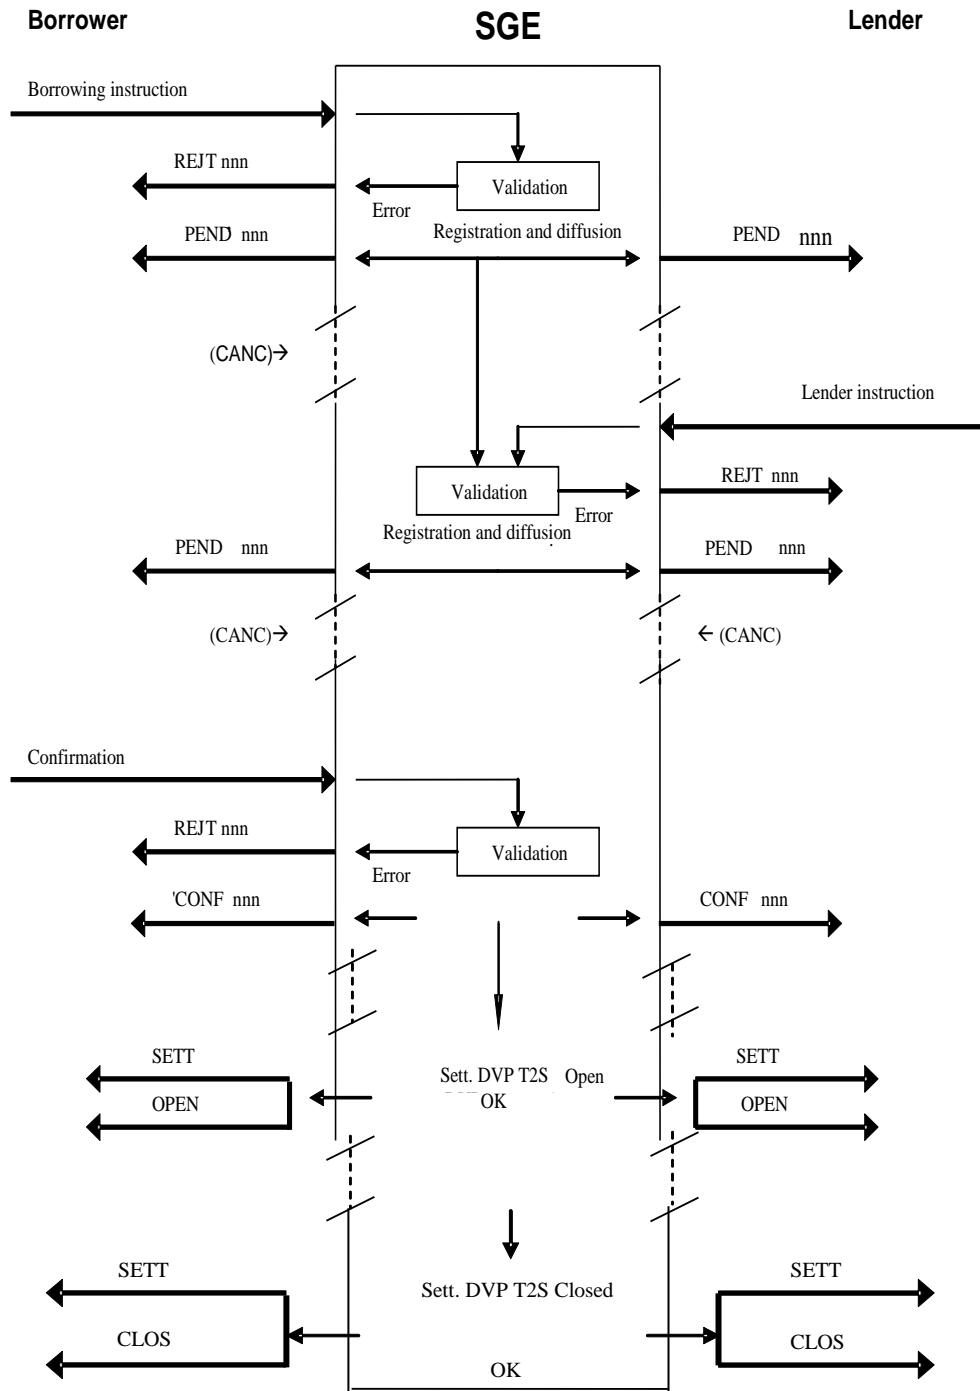 Borrower
SGE
Lender
Borrowing instruction
REJT nnn
Validation
Error
PEND' nnn
Registration and diffusion
PEND nnn
(CANC)→
Lender instruction
Validation
REJT nnn
Error
Registration and diffusion
PEND nnn
PEND nnn
(CANC)→
← (CANC)
Confirmation
REJT nnn
Validation
Error
'CONF nnn
CONF nnn
SETT
Sett. DVP T2S Open
SETT
OPEN
OK
OPEN
SETT
Sett. DVP T2S Closed
SETT
CLOS
CLOS
OK